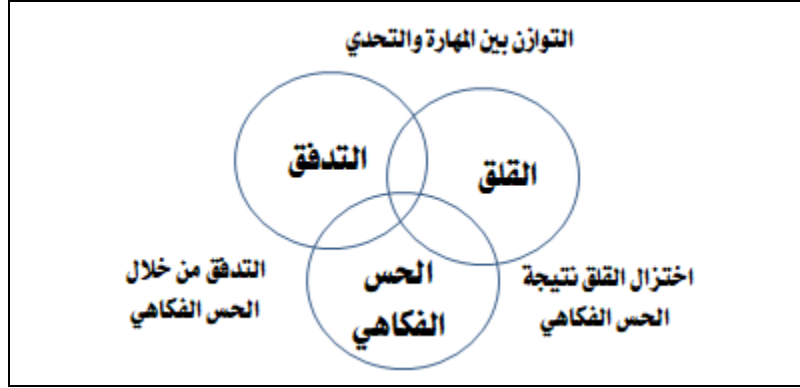 التوازن بين المهارة والتحدي
القلق
التدفق
اختزال القلق نتيجة
الحس الفكاهي
الحس
الفكاهي
التدفق من خلال
الحس الفكاهي